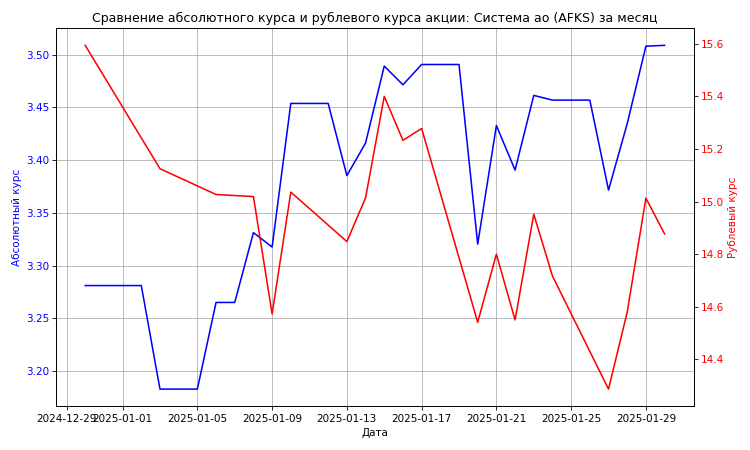 Сравнение абсолютного курса и рублевого курса акции: Система ао (AFKS) за месяц
3.50
3.45
3.40
3.35
3.30
3.25
3.20
Абсолютный курс
15.6
15.4
15.2
15.0
14.8
14.6
14.4
Рублевый курс
2024-12-29 2025-01-01 2025-01-05 2025-01-09 2025-01-13 2025-01-17 2025-01-21 2025-01-25 2025-01-29
Дата